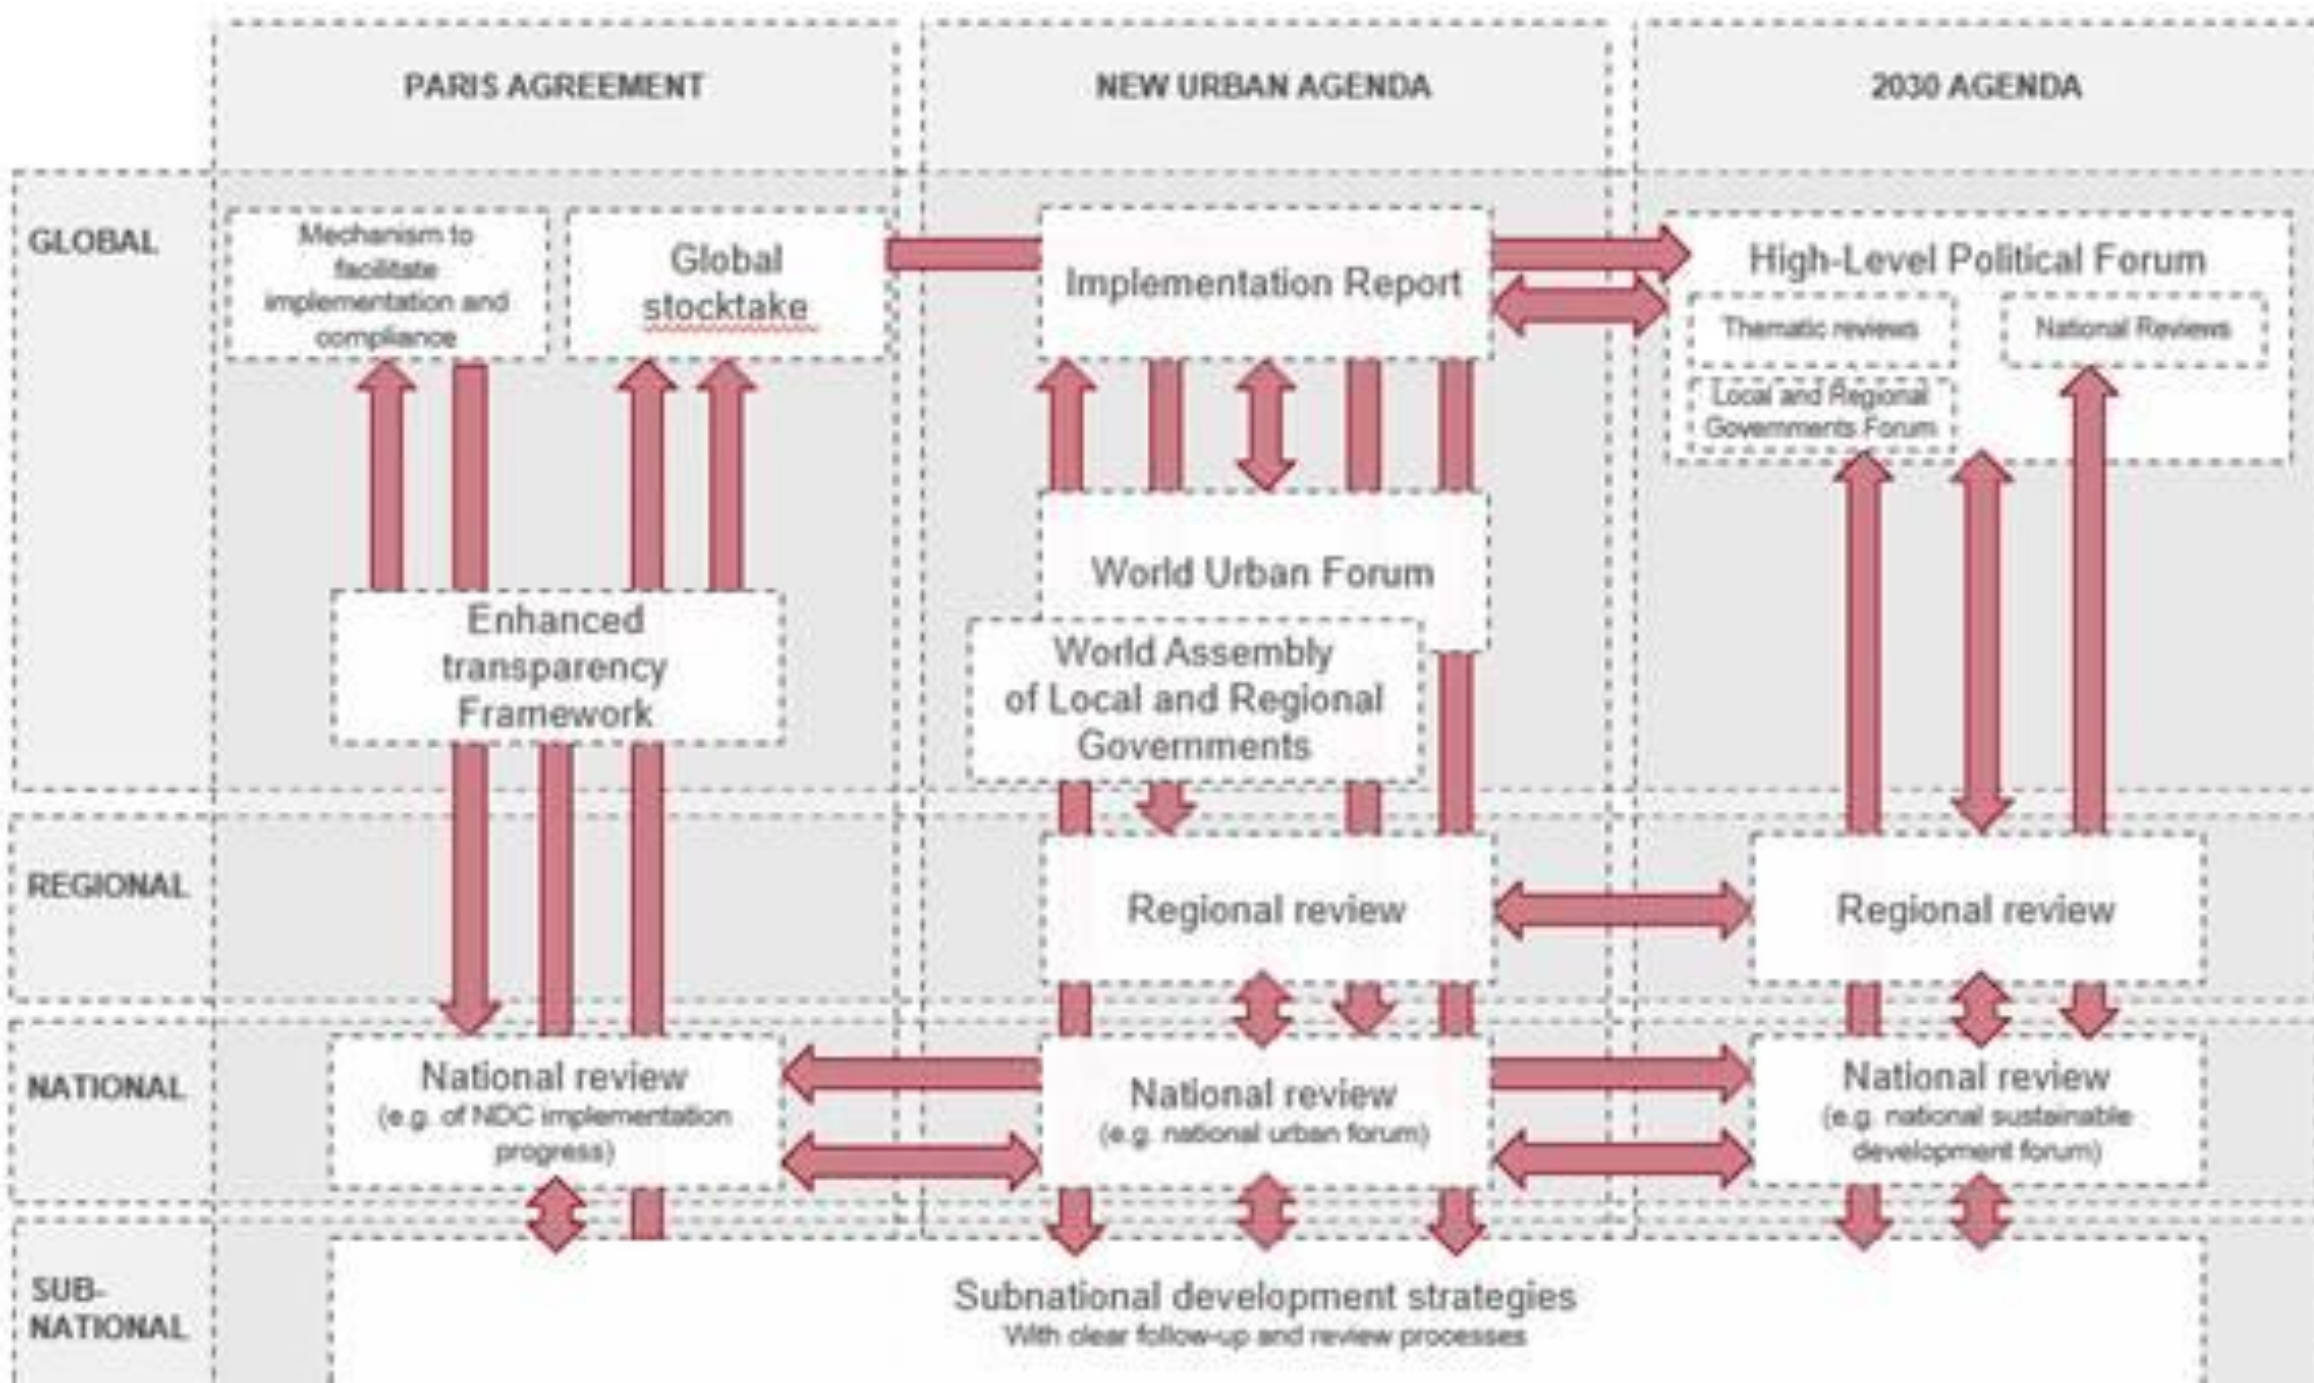 PARIS AGREEMENT
NEW URBAN AGENDA
2030 AGENDA
GLOBAL
Mechanism to
facilitate
implementation and
compliance
Global
stocktake
Implementation Report
High-Level Political Forum
Thematic reviews
National Reviews
Local and Regional
Governments Forum
Enhanced
transparency
Framework
World Urban Forum
World Assembly
of Local and Regional
Governments
REGIONAL
Regional review
Regional review
NATIONAL
National review
(e.g. of NDC implementation
progress)
National review
(e.g. national urban forum)
National review
(e.g. national sustainable
development forum)
SUB-
NATIONAL
Subnational development strategies
With clear follow-up and review processes